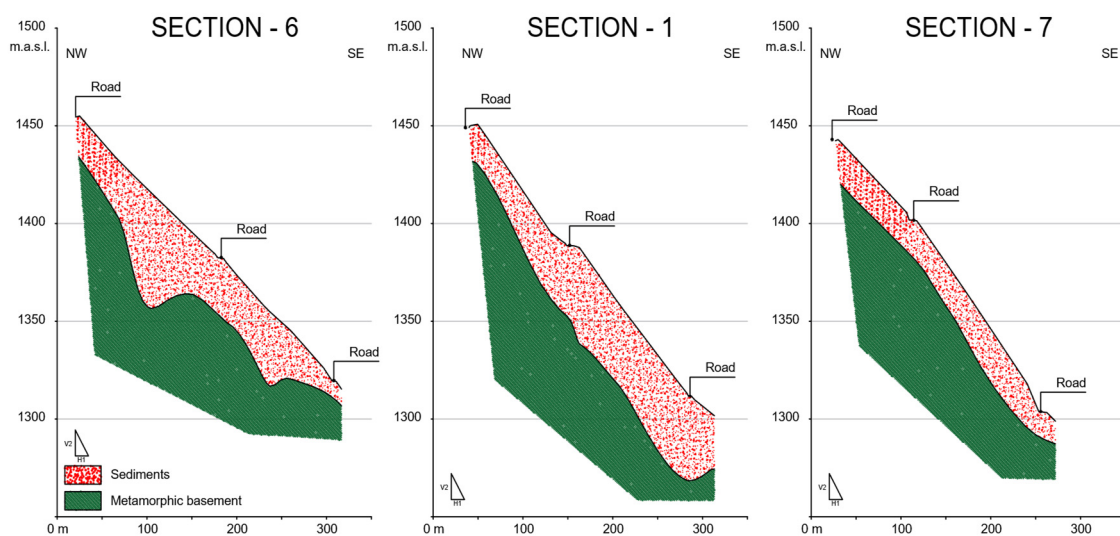 SECTION - 6
1500
m.a.s.l.
NW
SE
Road
1450
1400
Road
1350
Road
1300
V2
H1
Sediments
Metamorphic basement
0 m
100
200
300
SECTION - 1
1500
m.a.s.l.
NW
SE
Road
1450
1400
Road
1350
Road
1300
V2
H1
0 m
100
200
300
SECTION - 7
1500
m.a.s.l.
NW
SE
Road
1450
Road
1400
1350
Road
1300
V2
H1
0 m
100
200
300